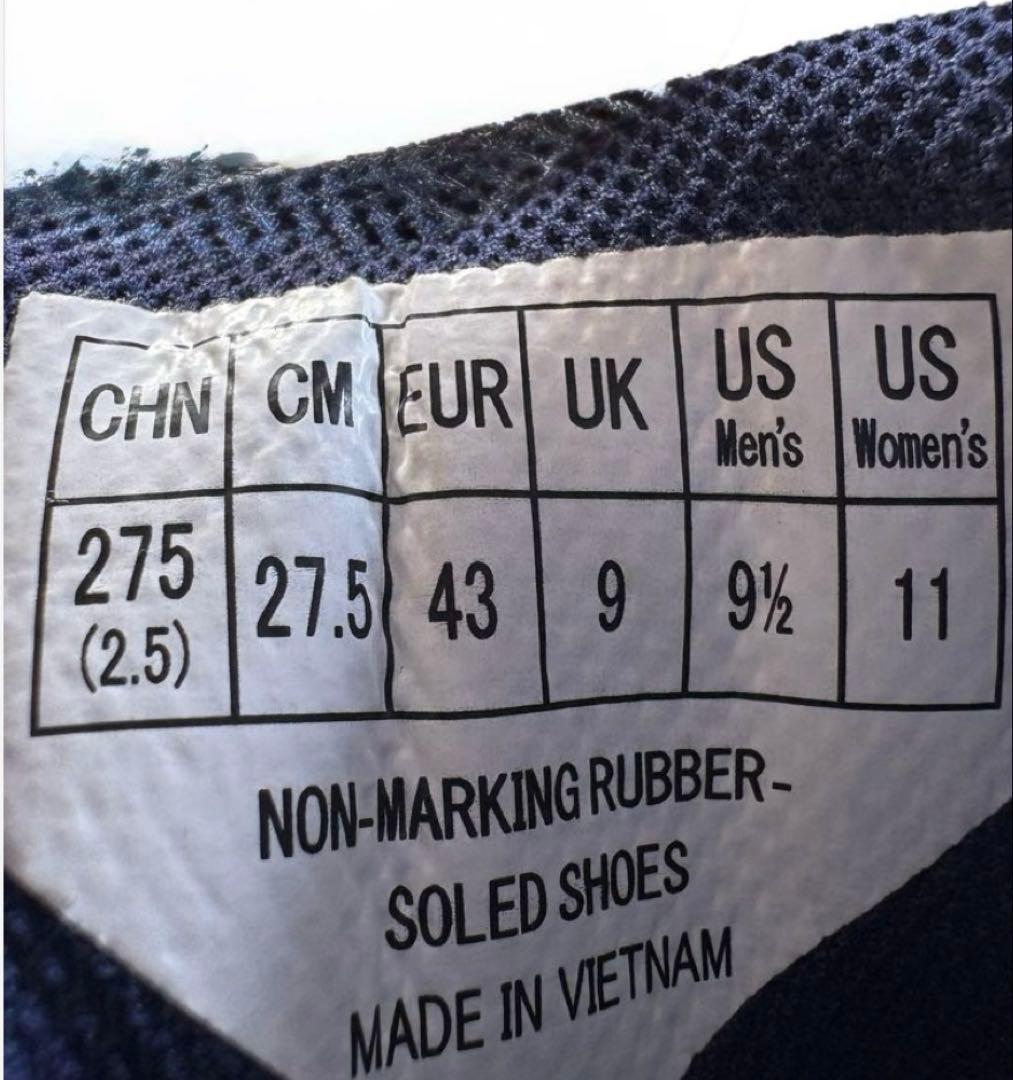 CHN CM EUR UK US Men's US Women's
275 (2.5) 27.5 43 9 9½ 11
NON-MARKING RUBBER-
SOLED SHOES
MADE IN VIETNAM